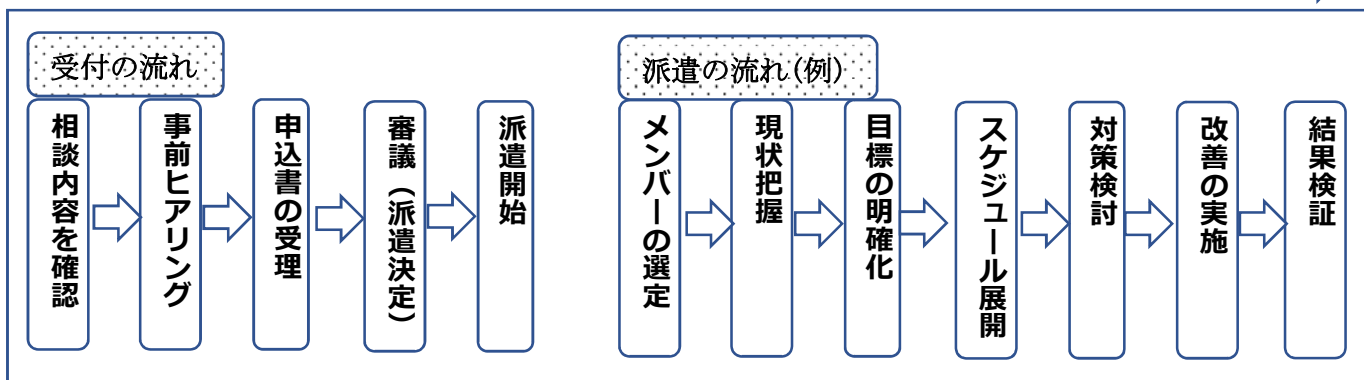 受付の流れ
相談内容を確認
事前ヒアリング
申込書の受理
審議（派遣決定）
派遣開始
派遣の流れ(例)
メンバーの選定
現状把握
目標の明確化
スケジュール展開
対策検討
改善の実施
結果検証